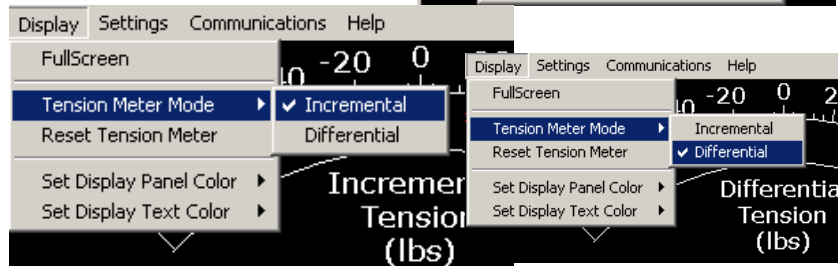 Display Settings Communications Help
FullScreen
-20 0
Tension Meter Mode
Incremental
Reset Tension Meter
Differential
Set Display Panel Color
Set Display Text Color
Tension
(lbs)
Display Settings Communications Help
FullScreen
-20 0 2
Tension Meter Mode
Incremental
Reset Tension Meter
Differential
Set Display Panel Color
Set Display Text Color
Differentia
Tension
(lbs)